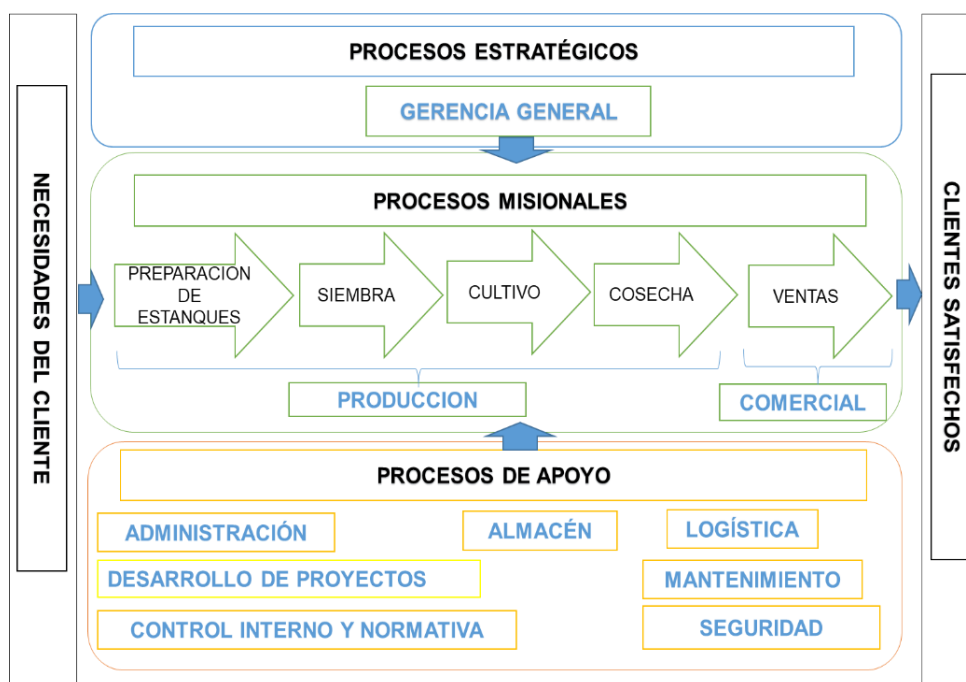 PROCESOS ESTRATÉGICOS
GERENCIA GENERAL
NECESIDADES DEL CLIENTE
PROCESOS MISIONALES
PREPARACION
DE
ESTANQUES
SIEMBRA
CULTIVO
COSECHA
VENTAS
PRODUCCION
COMERCIAL
CLIENTES SATISFECHOS
PROCESOS DE APOYO
ADMINISTRACIÓN
ALMACÉN
LOGÍSTICA
DESARROLLO DE PROYECTOS
MANTENIMIENTO
CONTROL INTERNO Y NORMATIVA
SEGURIDAD